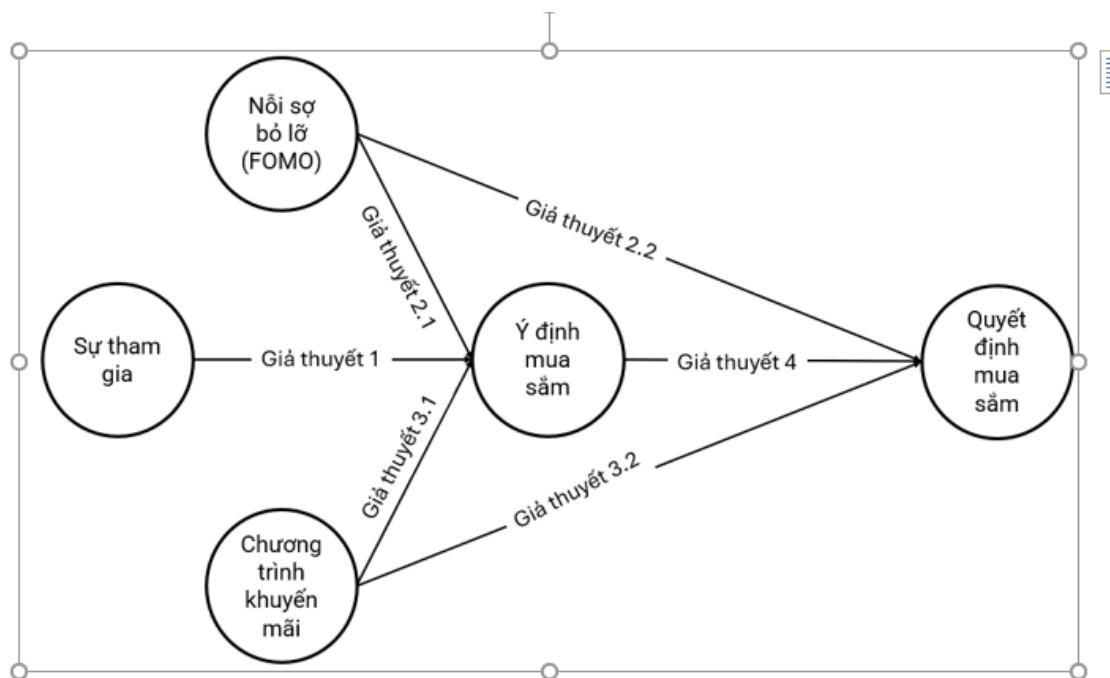 Nỗi sợ
bỏ lỡ
(FOMO)
Giả thuyết 2.2
Giả thuyết 2.1
Sự tham
gia
Giả thuyết 1
Ý định
mua
sắm
Giả thuyết 4
Quyết
định
mua
sắm
Giả thuyết 3.1
Giả thuyết 3.2
Chương
trình
khuyến
mãi